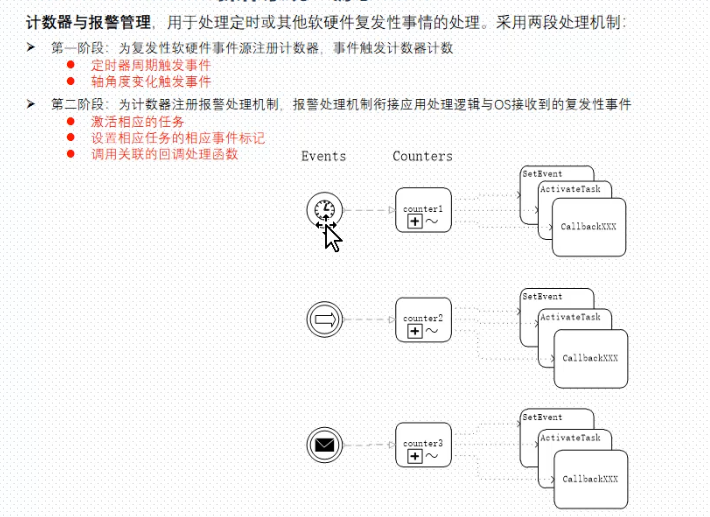 计数器与报警管理，用于处理定时或其他软硬件复发性事情的处理。采用两段处理机制：
第一阶段：为复发性软硬件事件源注册计数器，事件触发计数器计数
定时器周期触发事件
轴角度变化触发事件
第二阶段：为计数器注册报警处理机制，报警处理机制衔接应用处理逻辑与OS接收到的复发性事件
激活相应的任务
设置相应任务的相应事件标记
调用关联的回调处理函数
Events Counters
SetEvent
ActivateTask
counter1
CallbackXXX
SetEvent
ActivateTask
counter2
CallbackXXX
SetEvent
ActivateTask
counter3
CallbackXXX